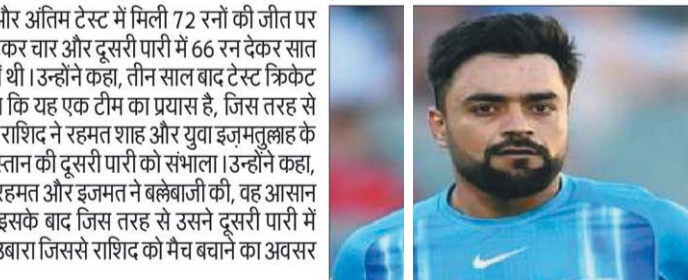 और अंतिम टेस्ट में मिली 72 रनों की जीत पर
कर चार और दूसरी पारी में 66 रन देकर सात
थी । उन्होंने कहा, तीन साल बाद टेस्ट क्रिकेट
कि यह एक टीम का प्रयास है, जिस तरह से
राशिद ने रहमत शाह और युवा इज़मतुल्लाह के
स्तान की दूसरी पारी को संभाला ।उन्होंने कहा,
रहमत और इजमत ने बल्लेबाजी की, वह आसान
इसके बाद जिस तरह से उसने दूसरी पारी में
उबारा जिससे राशिद को मैच बचाने का अवसर